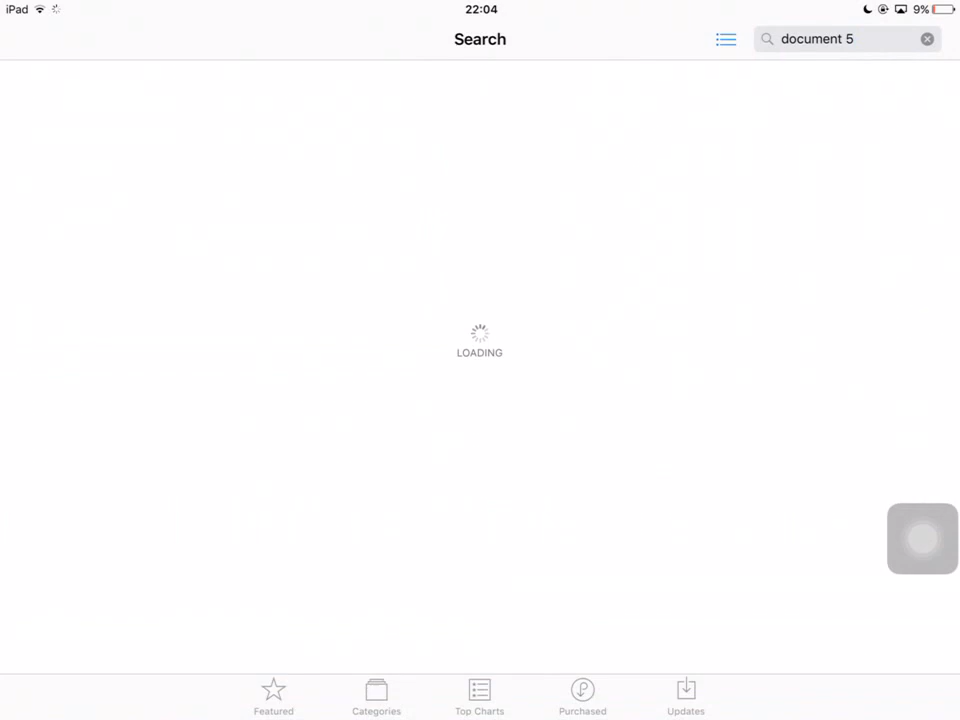 iPad 22:04 9%
Search document 5
LOADING
Featured Categories Top Charts Purchased Updates